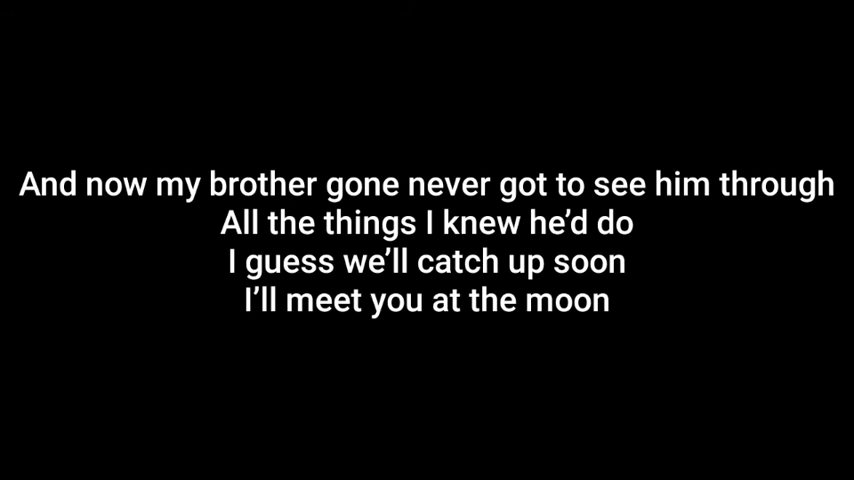 And now my brother gone never got to see him through
All the things I knew he’d do
I guess we’ll catch up soon
I’ll meet you at the moon